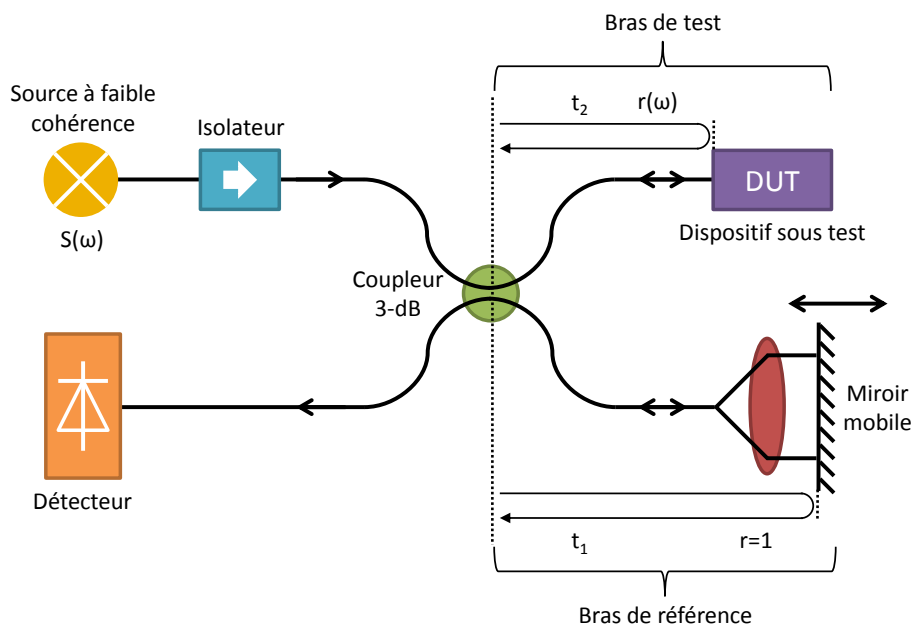 Bras de test
Source à faible
cohérence
Isolateur
t2
r(ω)
DUT
S(ω)
Dispositif sous test
Coupleur
3-dB
Miroir
mobile
Détecteur
t1
r=1
Bras de référence